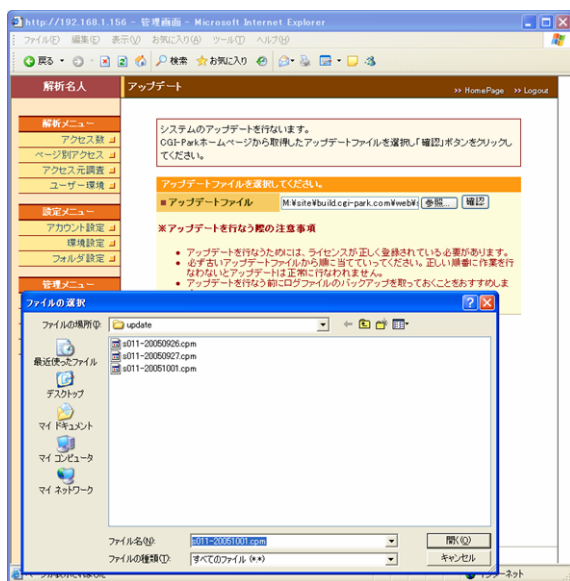 http://192.168.1.156 - 管理画面 - Microsoft Internet Explorer
ファイル(F) 編集(E) 表示(V) お気に入り(A) ツール(T) ヘルプ(H)
戻る 検索 お気に入り
解析名人
アップデート
>> HomePage >> Logout
解析メニュー
アクセス数
ページ別アクセス
アクセス元調査
ユーザー環境
設定メニュー
アカウント設定
環境設定
フォルダ設定
管理メニュー
システムのアップデートを行ないます。
CGI-Parkホームページから取得したアップデートファイルを選択し「確認」ボタンをクリックし
てください。
アップデートファイルを選択してください。
■アップデートファイル M:¥site¥build.cgi-park.com¥web¥s 参照... 確認
※アップデートを行なう際の注意事項
• アップデートを行なうためには、ライセンスが正しく登録されている必要があります。
• 必ず古いアップデートファイルから順に当てていってください。正しい順番に作業を行
なわないとアップデートは正常に行なわれません。
• アップデートを行なう前にログファイルのバックアップを取っておくことをおすすめしま
ファイルの選択
ファイルの場所(I): update
最近使ったファイル
デスクトップ
マイ ドキュメント
マイ コンピュータ
マイ ネットワーク
s011-20050926.cpm
s011-20050927.cpm
s011-20051001.cpm
ファイル名(N): s011-20051001.cpm 開く(O)
ファイルの種類(T): すべてのファイル (*.*) キャンセル